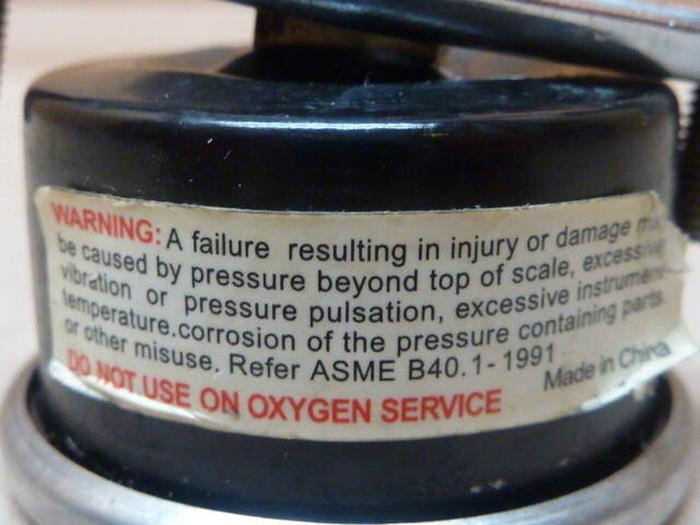 WARNING: A failure resulting in injury or damage
be caused by pressure beyond top of scale, excessive
vibration or pressure pulsation, excessive instrument
temperature.corrosion of the pressure containing parts.
or other misuse. Refer ASME B40.1-1991
DO NOT USE ON OXYGEN SERVICE Made in China